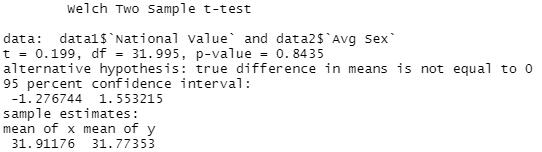 Welch Two Sample t-test
data:  data1$`National Value` and data2$`Avg Sex`
t = 0.199, df = 31.995, p-value = 0.8435
alternative hypothesis: true difference in means is not equal to 0
95 percent confidence interval:
-1.276744  1.553215
sample estimates:
mean of x mean of y
31.91176  31.77353